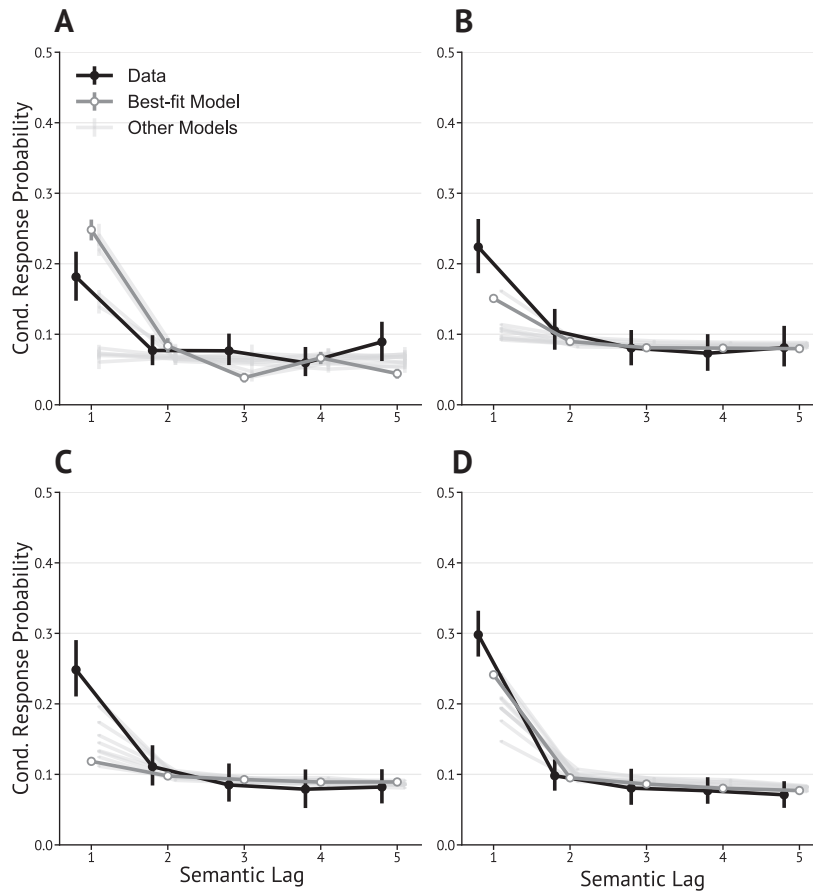 A
B
0.5
0.4
0.3
0.2
0.1
0.0
Cond. Response Probability
Data
Best-fit Model
Other Models
1 2 3 4 5
0.5
0.4
0.3
0.2
0.1
0.0
1 2 3 4 5
C
D
0.5
0.4
0.3
0.2
0.1
0.0
Cond. Response Probability
1 2 3 4 5
Semantic Lag
0.5
0.4
0.3
0.2
0.1
0.0
1 2 3 4 5
Semantic Lag